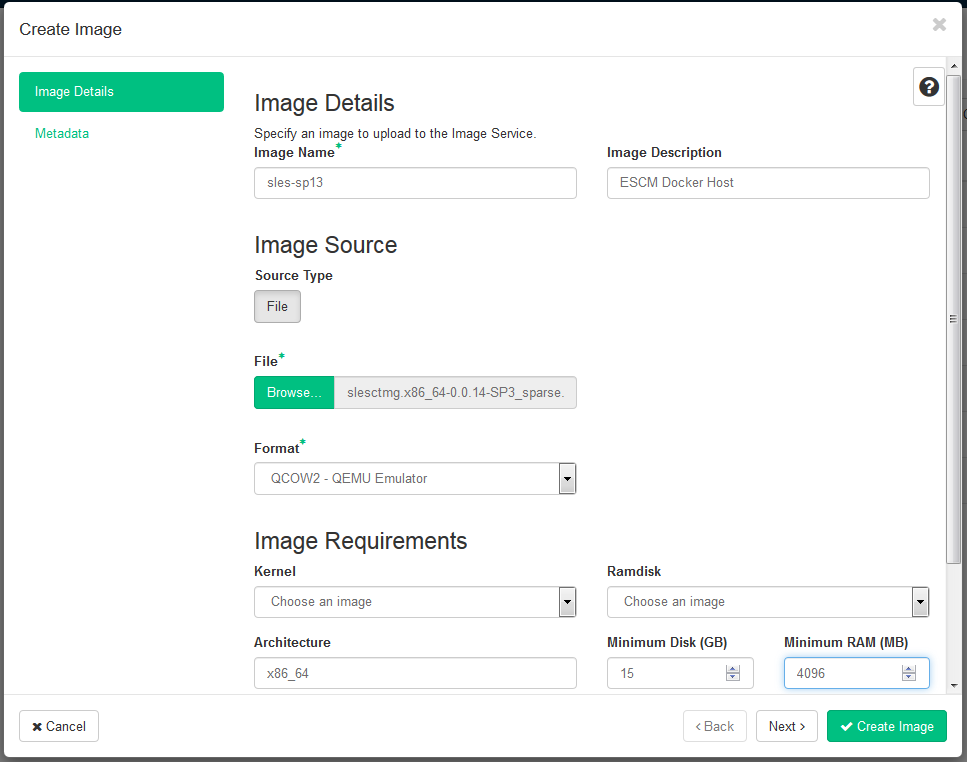 Create Image
Image Details
Metadata
Image Details
Specify an image to upload to the Image Service.
Image Name* Image Description
sles-sp13 ESCM Docker Host
Image Source
Source Type
File
File*
Browse... slesctmg.x86_64-0.0.14-SP3_sparse.
Format*
QCOW2 - QEMU Emulator
Image Requirements
Kernel Ramdisk
Choose an image Choose an image
Architecture Minimum Disk (GB) Minimum RAM (MB)
x86_64 15 4096
Cancel < Back Next > Create Image